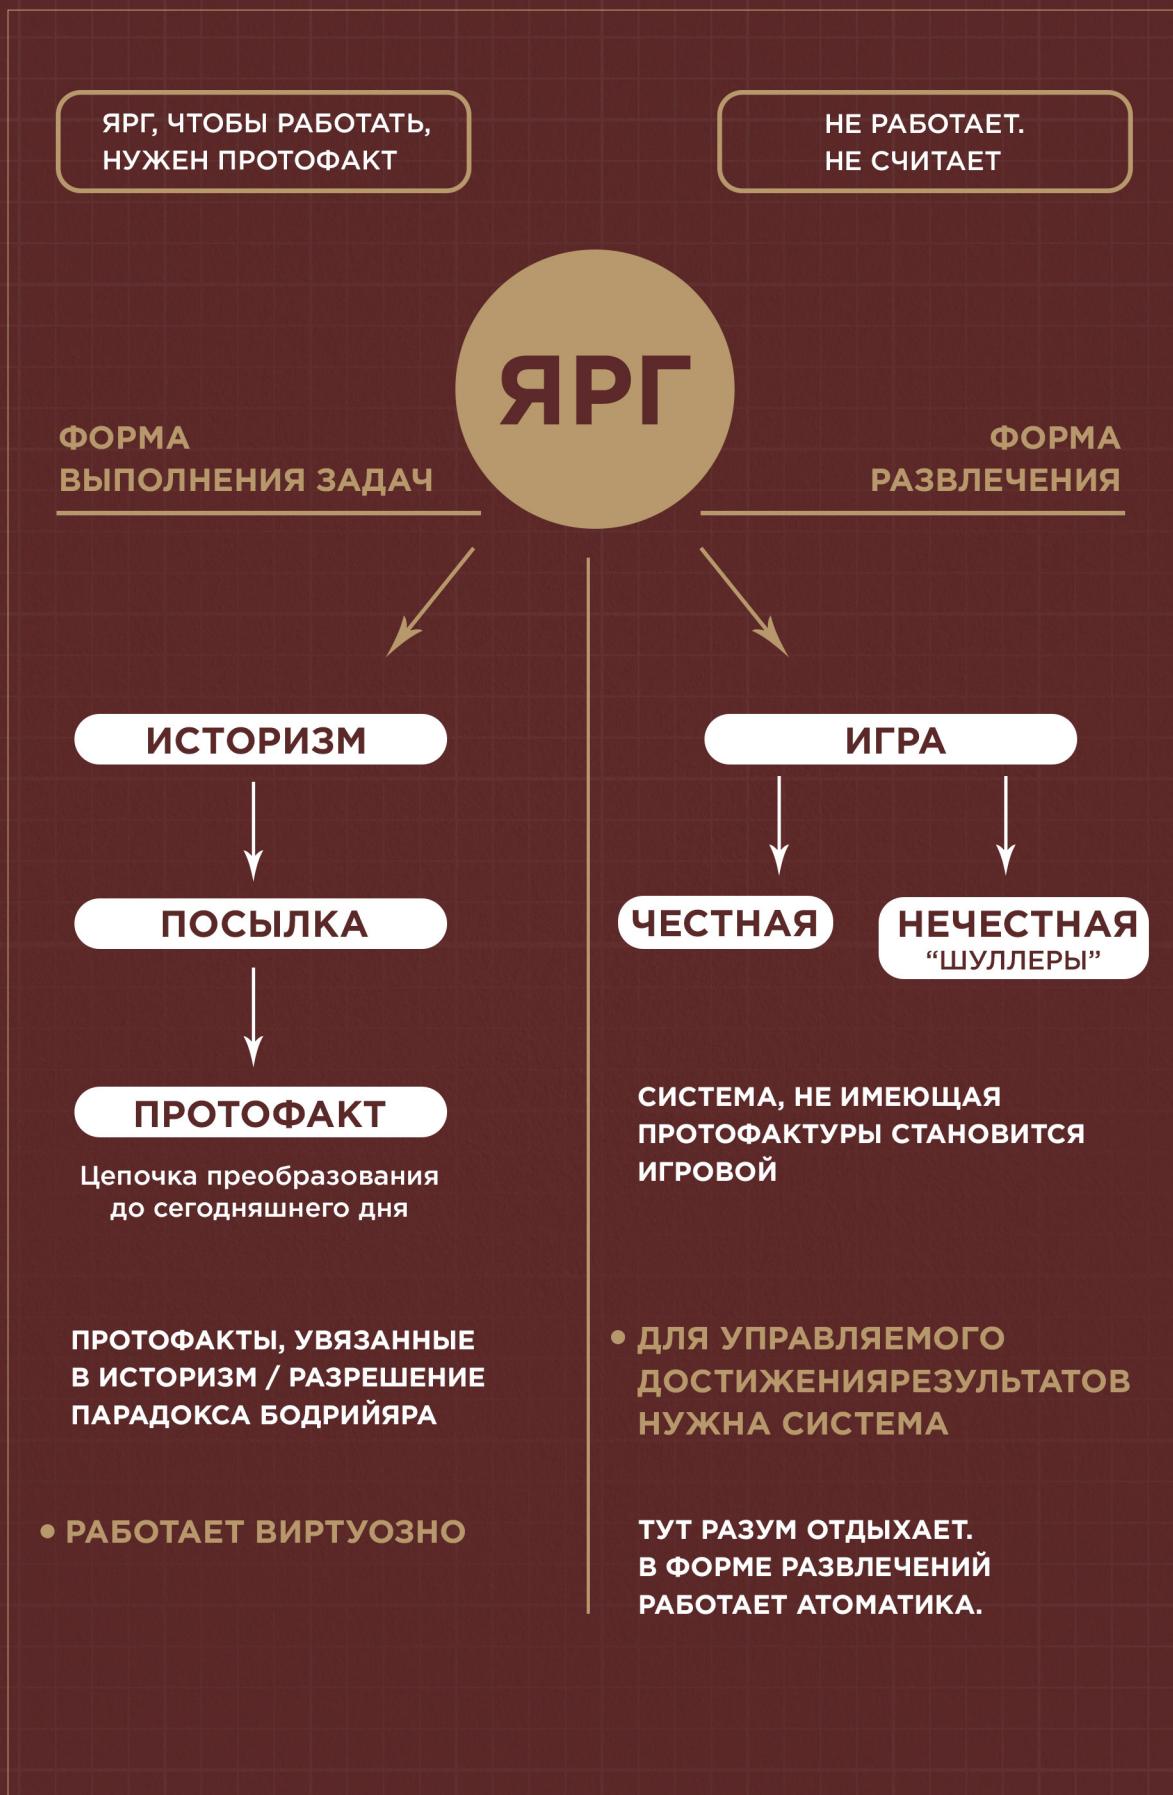 ЯРГ, ЧТОБЫ РАБОТАТЬ,
НУЖЕН ПРОТОФАКТ
НЕ РАБОТАЕТ.
НЕ СЧИТАЕТ
ЯРГ
ФОРМА
ВЫПОЛНЕНИЯ ЗАДАЧ
ФОРМА
РАЗВЛЕЧЕНИЯ
ИСТОРИЗМ
ПОСЫЛКА
ПРОТОФАКТ
Цепочка преобразования
до сегодняшнего дня
ПРОТОФАКТЫ, УВЯЗАННЫЕ
В ИСТОРИЗМ / РАЗРЕШЕНИЕ
ПАРАДОКСА БОДРИЙЯРА
• РАБОТАЕТ ВИРТУОЗНО
ИГРА
ЧЕСТНАЯ
НЕЧЕСТНАЯ
“ШУЛЛЕРЫ”
СИСТЕМА, НЕ ИМЕЮЩАЯ
ПРОТОФАКТУРЫ СТАНОВИТСЯ
ИГРОВОЙ
• ДЛЯ УПРАВЛЯЕМОГО
ДОСТИЖЕНИЯРЕЗУЛЬТАТОВ
НУЖНА СИСТЕМА
ТУТ РАЗУМ ОТДЫХАЕТ.
В ФОРМЕ РАЗВЛЕЧЕНИЙ
РАБОТАЕТ АТОМАТИКА.